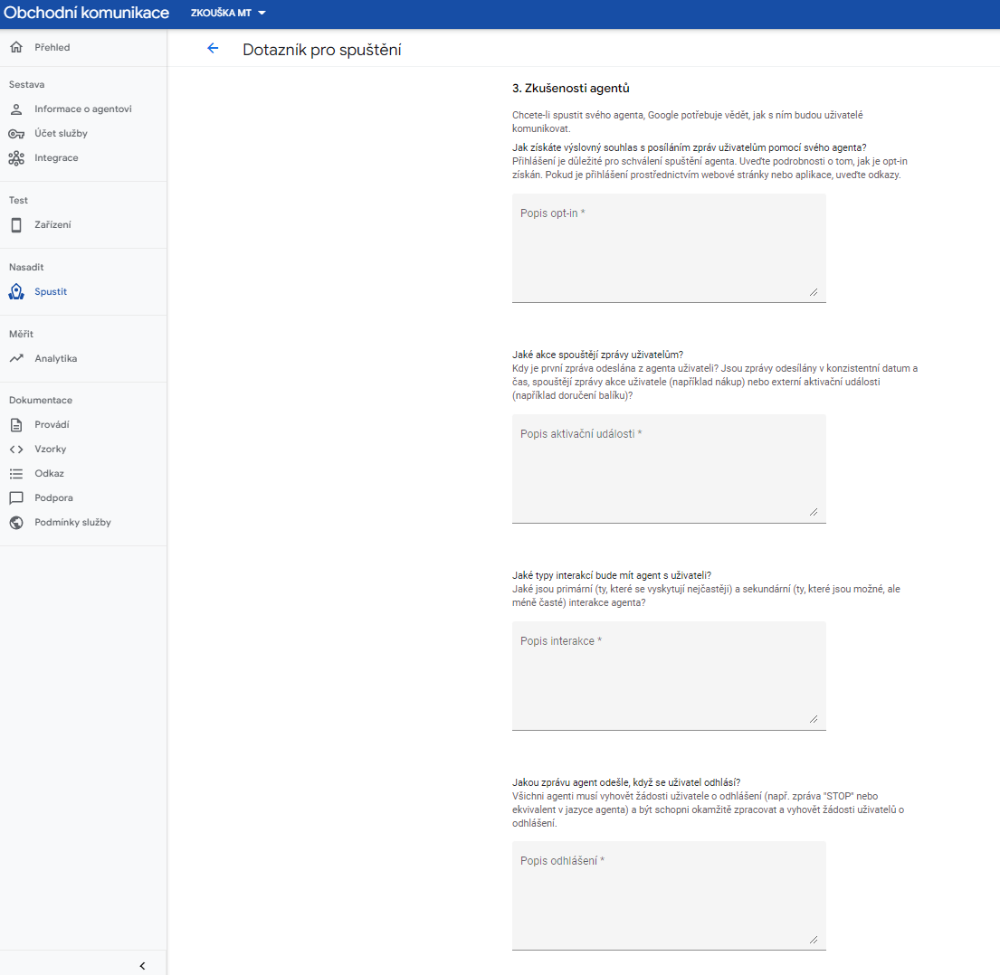 Obchodní komunikace
ZKOUŠKA MT
Přehled
Dotazník pro spuštění
Sestava
Informace o agentovi
Účet služby
Integrace
Test
Zařízení
Nasadit
Spustit
Měřit
Analytika
Dokumentace
Provádí
Vzorky
Odkaz
Podpora
Podmínky služby
3. Zkušenosti agentů
Chcete-li spustit svého agenta, Google potřebuje vědět, jak s ním budou uživatelé
komunikovat.
Jak získáte výslovný souhlas s posíláním zpráv uživatelům pomocí svého agenta?
Přihlášení je důležité pro schválení spuštění agenta. Uveďte podrobnosti o tom, jak je opt-in
získán. Pokud je přihlášení prostřednictvím webové stránky nebo aplikace, uveďte odkazy.
Popis opt-in *
Jaké akce spouštějí zprávy uživatelům?
Kdy je první zpráva odeslána z agenta uživateli? Jsou zprávy odesílány v konzistentní datum a
čas, spouštějí zprávy akce uživatele (například nákup) nebo externí aktivační události
(například doručení balíku)?
Popis aktivační události *
Jaké typy interakcí bude mít agent s uživateli?
Jaké jsou primární (ty, které se vyskytují nejčastěji) a sekundární (ty, které jsou možné, ale
méně časté) interakce agenta?
Popis interakce *
Jakou zprávu agent odešle, když se uživatel odhlásí?
Všichni agenti musí vyhovět žádosti uživatele o odhlášení (např. zpráva "STOP" nebo
ekvivalent v jazyce agenta) a být schopni okamžitě zpracovat a vyhovět žádosti uživatelů o
odhlášení.
Popis odhlášení *